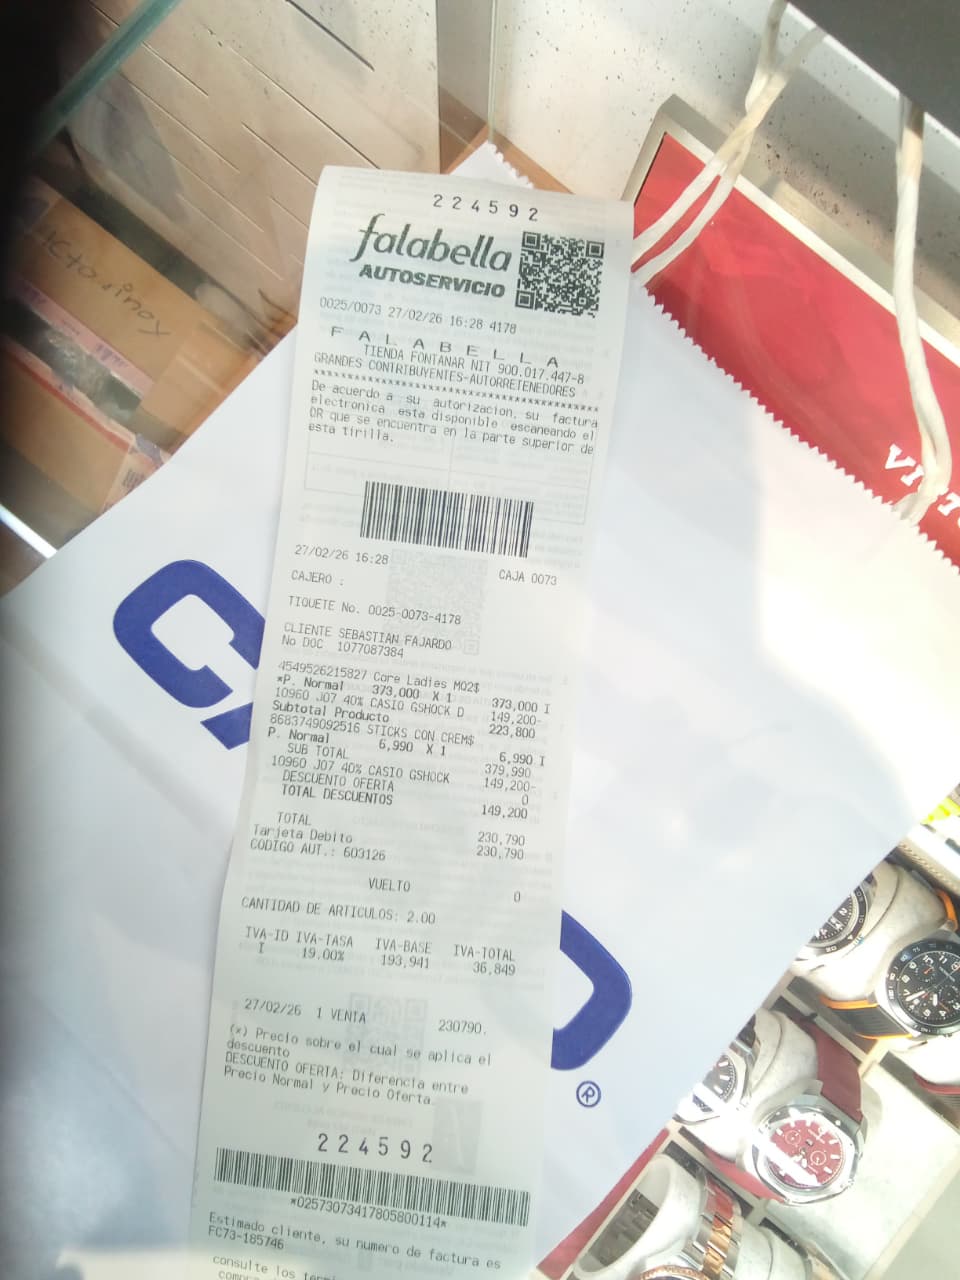 224592
falabella
AUTOSERVICIO
0025/0073 27/02/26 16:28 4178
F A L A B E L L A
TIENDA FONTANAR NIT 900.017.447-8
GRANDES CONTRIBUYENTES-AUTORRETENEDORES
De acuerdo a su autorizacion, su factura
electronica esta disponible escaneando el
QR que se encuentra en la parte superior de
esta tirilla.
27/02/26 16:28 CAJA 0073
CAJERO :
TIQUETE No. 0025-0073-4178
CLIENTE SEBASTIAN FAJARDO
No DOC 1077087384
4549526215827 Core Ladies MQ2$
*P. Normal 373,000 X 1 373,000 I
10960 J07 40% CASIO GSHOCK D 149,200-
Subtotal Producto 223,800
8683749092516 STICKS CON CREM$
P. Normal 6,990 X 1 6,990 I
SUB TOTAL 379,990
10960 J07 40% CASIO GSHOCK 149,200-
DESCUENTO OFERTA 0
TOTAL DESCUENTOS 149,200
TOTAL 230,790
Tarjeta Debito 230,790
CODIGO AUT.: 603126
VUELTO 0
CANTIDAD DE ARTICULOS: 2.00
IVA-ID IVA-TASA IVA-BASE IVA-TOTAL
I 19.00% 193,941 36,849
27/02/26 1 VENTA 230790.
(*) Precio sobre el cual se aplica el
descuento
DESCUENTO OFERTA: Diferencia entre
Precio Normal y Precio Oferta.
224592
*02573073417805800114*
Estimado cliente, su numero de factura es
FC73-185746
consulte los
®